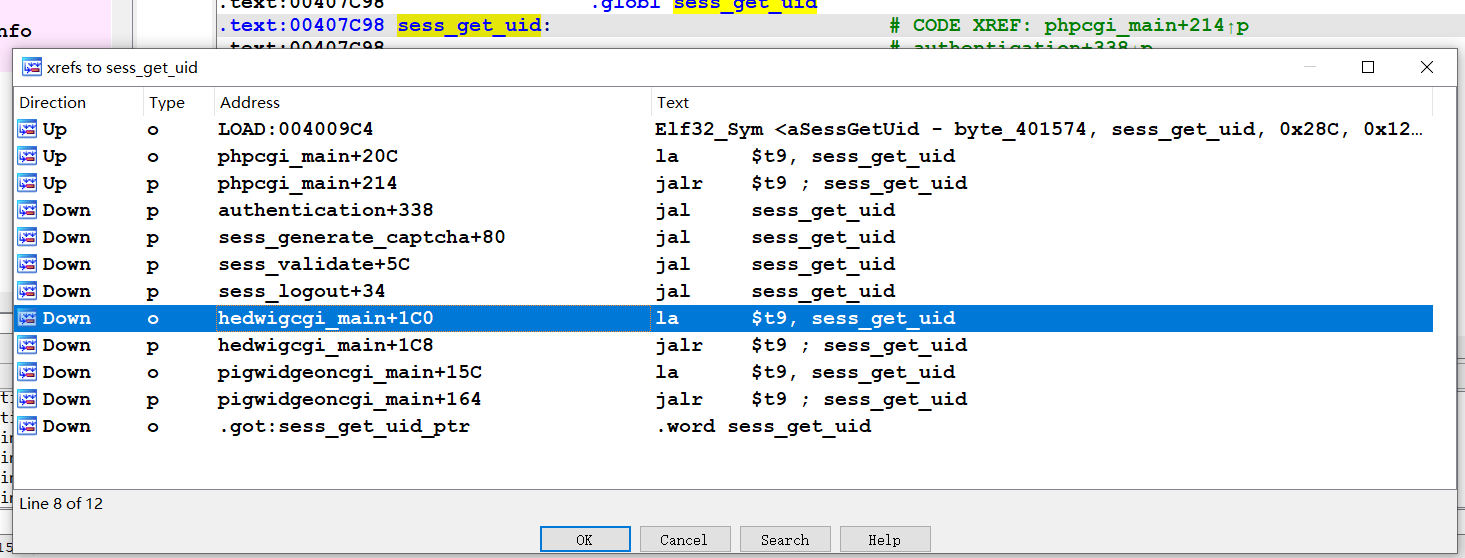 .text:00407C98 .globl sess_get_uid
nfo
.text:00407C98 sess_get_uid: # CODE XREF: phpcgi_main+214↑p
.text:00407C98 # authentication+338↓p
xrefs to sess_get_uid
Direction Type Address Text
Up o LOAD:004009C4 Elf32_Sym <aSessGetUid - byte_401574, sess_get_uid, 0x28C, 0x12…
Up o phpcgi_main+20C la $t9, sess_get_uid
Up p phpcgi_main+214 jalr $t9 ; sess_get_uid
Down p authentication+338 jal sess_get_uid
Down p sess_generate_captcha+80 jal sess_get_uid
Down p sess_validate+5C jal sess_get_uid
Down p sess_logout+34 jal sess_get_uid
Down o hedwigcgi_main+1C0 la $t9, sess_get_uid
Down p hedwigcgi_main+1C8 jalr $t9 ; sess_get_uid
Down o pigwidgeoncgi_main+15C la $t9, sess_get_uid
Down p pigwidgeoncgi_main+164 jalr $t9 ; sess_get_uid
Down o .got:sess_get_uid_ptr .word sess_get_uid
Line 8 of 12
OK Cancel Search Help